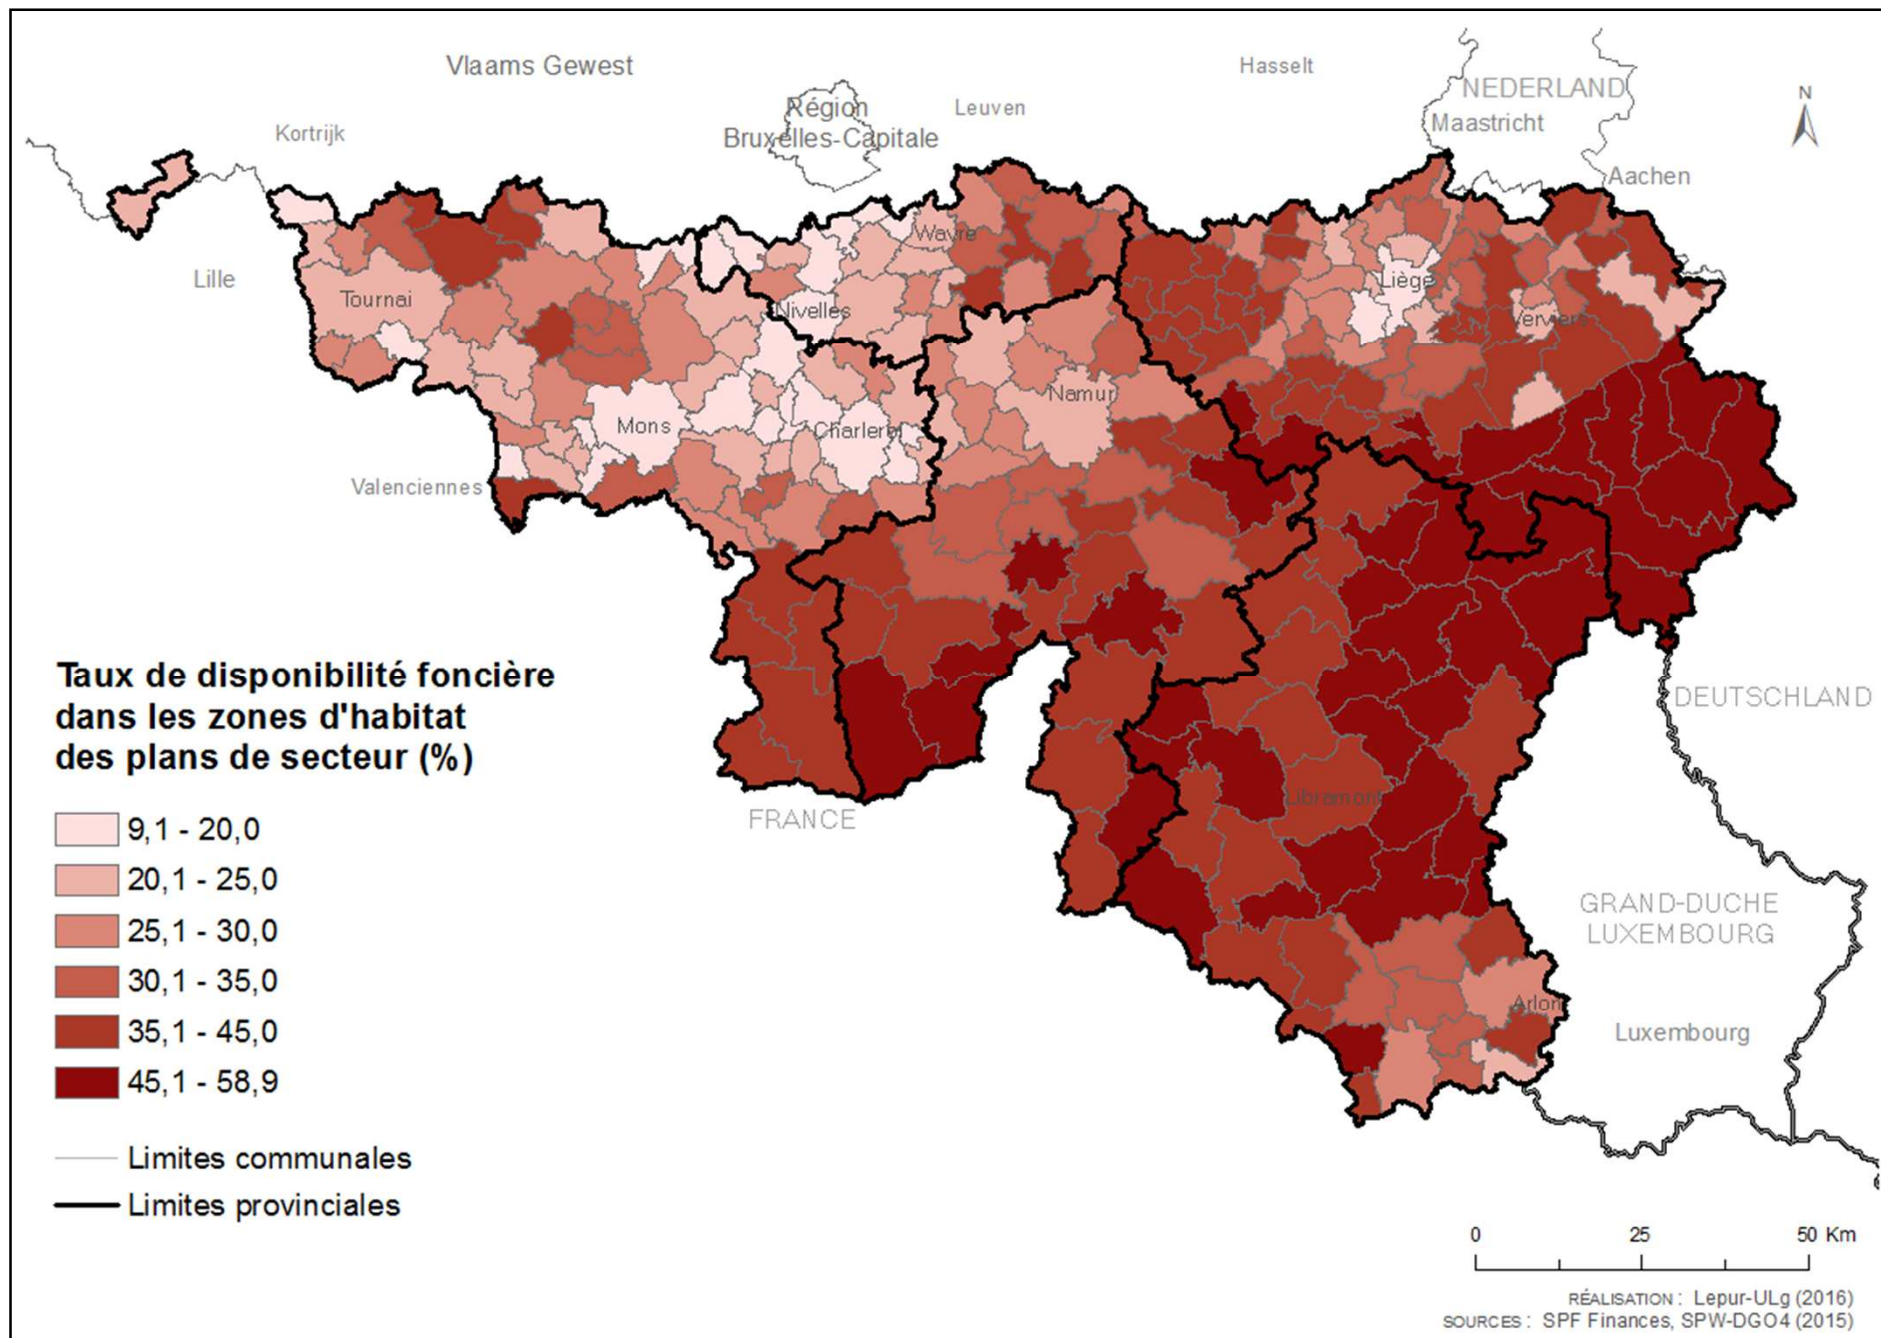 Vlaams Gewest
Hasselt
NEDERLAND
N
Région
Bruxelles-Capitale
Leuven
Maastricht
Kortrijk
Aachen
Wavre
Lille
Tournai
Nivelles
Liège
Verviers
Mons
Charleroi
Namur
Valenciennes
Taux de disponibilité foncière
dans les zones d'habitat
des plans de secteur (%)
DEUTSCHLAND
Libramont
FRANCE
9,1 - 20,0
20,1 - 25,0
25,1 - 30,0
30,1 - 35,0
35,1 - 45,0
45,1 - 58,9
GRAND-DUCHE
LUXEMBOURG
Arlon
Luxembourg
Limites communales
Limites provinciales
0 25 50 Km
RÉALISATION : Lepur-ULg (2016)
SOURCES : SPF Finances, SPW-DGO4 (2015)